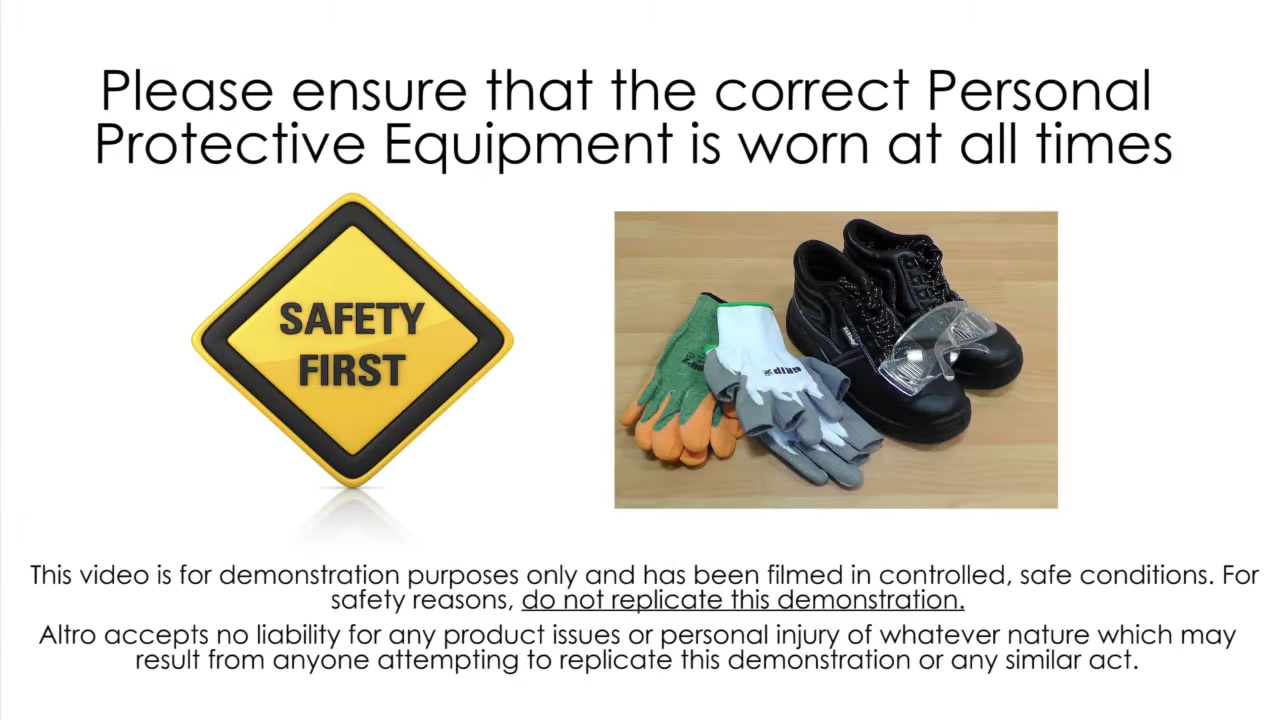 Please ensure that the correct Personal
Protective Equipment is worn at all times
SAFETY
FIRST
GRIP
This video is for demonstration purposes only and has been filmed in controlled, safe conditions. For
safety reasons, do not replicate this demonstration.
Altro accepts no liability for any product issues or personal injury of whatever nature which may
result from anyone attempting to replicate this demonstration or any similar act.